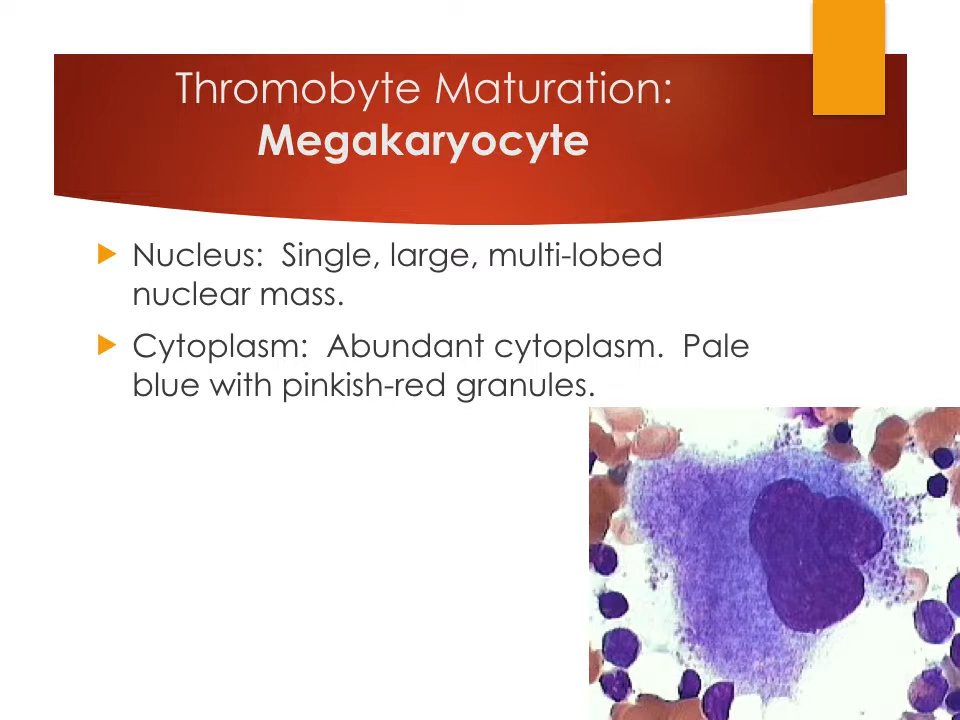 Thromobyte Maturation:
Megakaryocyte
Nucleus:  Single, large, multi-lobed
nuclear mass.
Cytoplasm:  Abundant cytoplasm.  Pale
blue with pinkish-red granules.